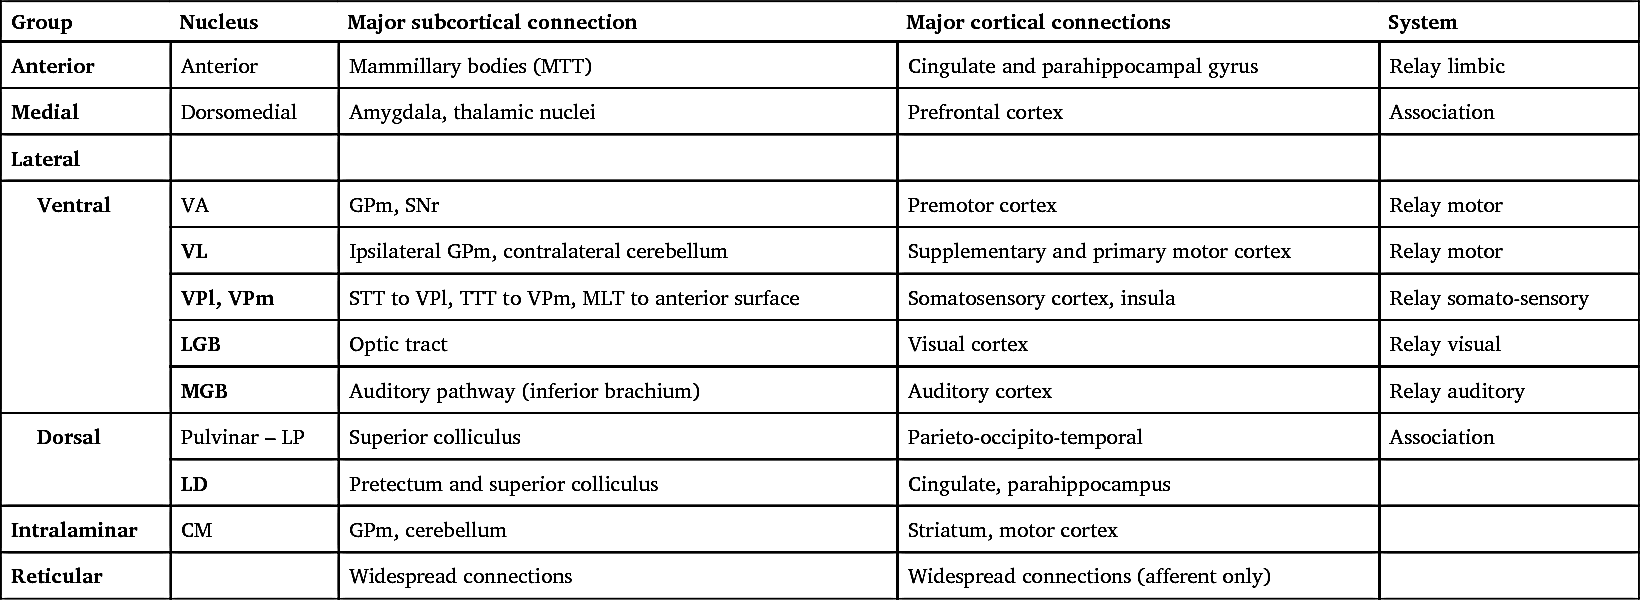 Group Nucleus Major subcortical connection Major cortical connections System
Anterior Anterior Mammillary bodies (MTT) Cingulate and parahippocampal gyrus Relay limbic
Medial Dorsomedial Amygdala, thalamic nuclei Prefrontal cortex Association
Lateral
Ventral VA GPm, SNr Premotor cortex Relay motor
VL Ipsilateral GPm, contralateral cerebellum Supplementary and primary motor cortex Relay motor
VPl, VPm STT to VPl, TTT to VPm, MLT to anterior surface Somatosensory cortex, insula Relay somato-sensory
LGB Optic tract Visual cortex Relay visual
MGB Auditory pathway (inferior brachium) Auditory cortex Relay auditory
Dorsal Pulvinar – LP Superior colliculus Parieto-occipito-temporal Association
LD Pretectum and superior colliculus Cingulate, parahippocampus
Intralaminar CM GPm, cerebellum Striatum, motor cortex
Reticular Widespread connections Widespread connections (afferent only)